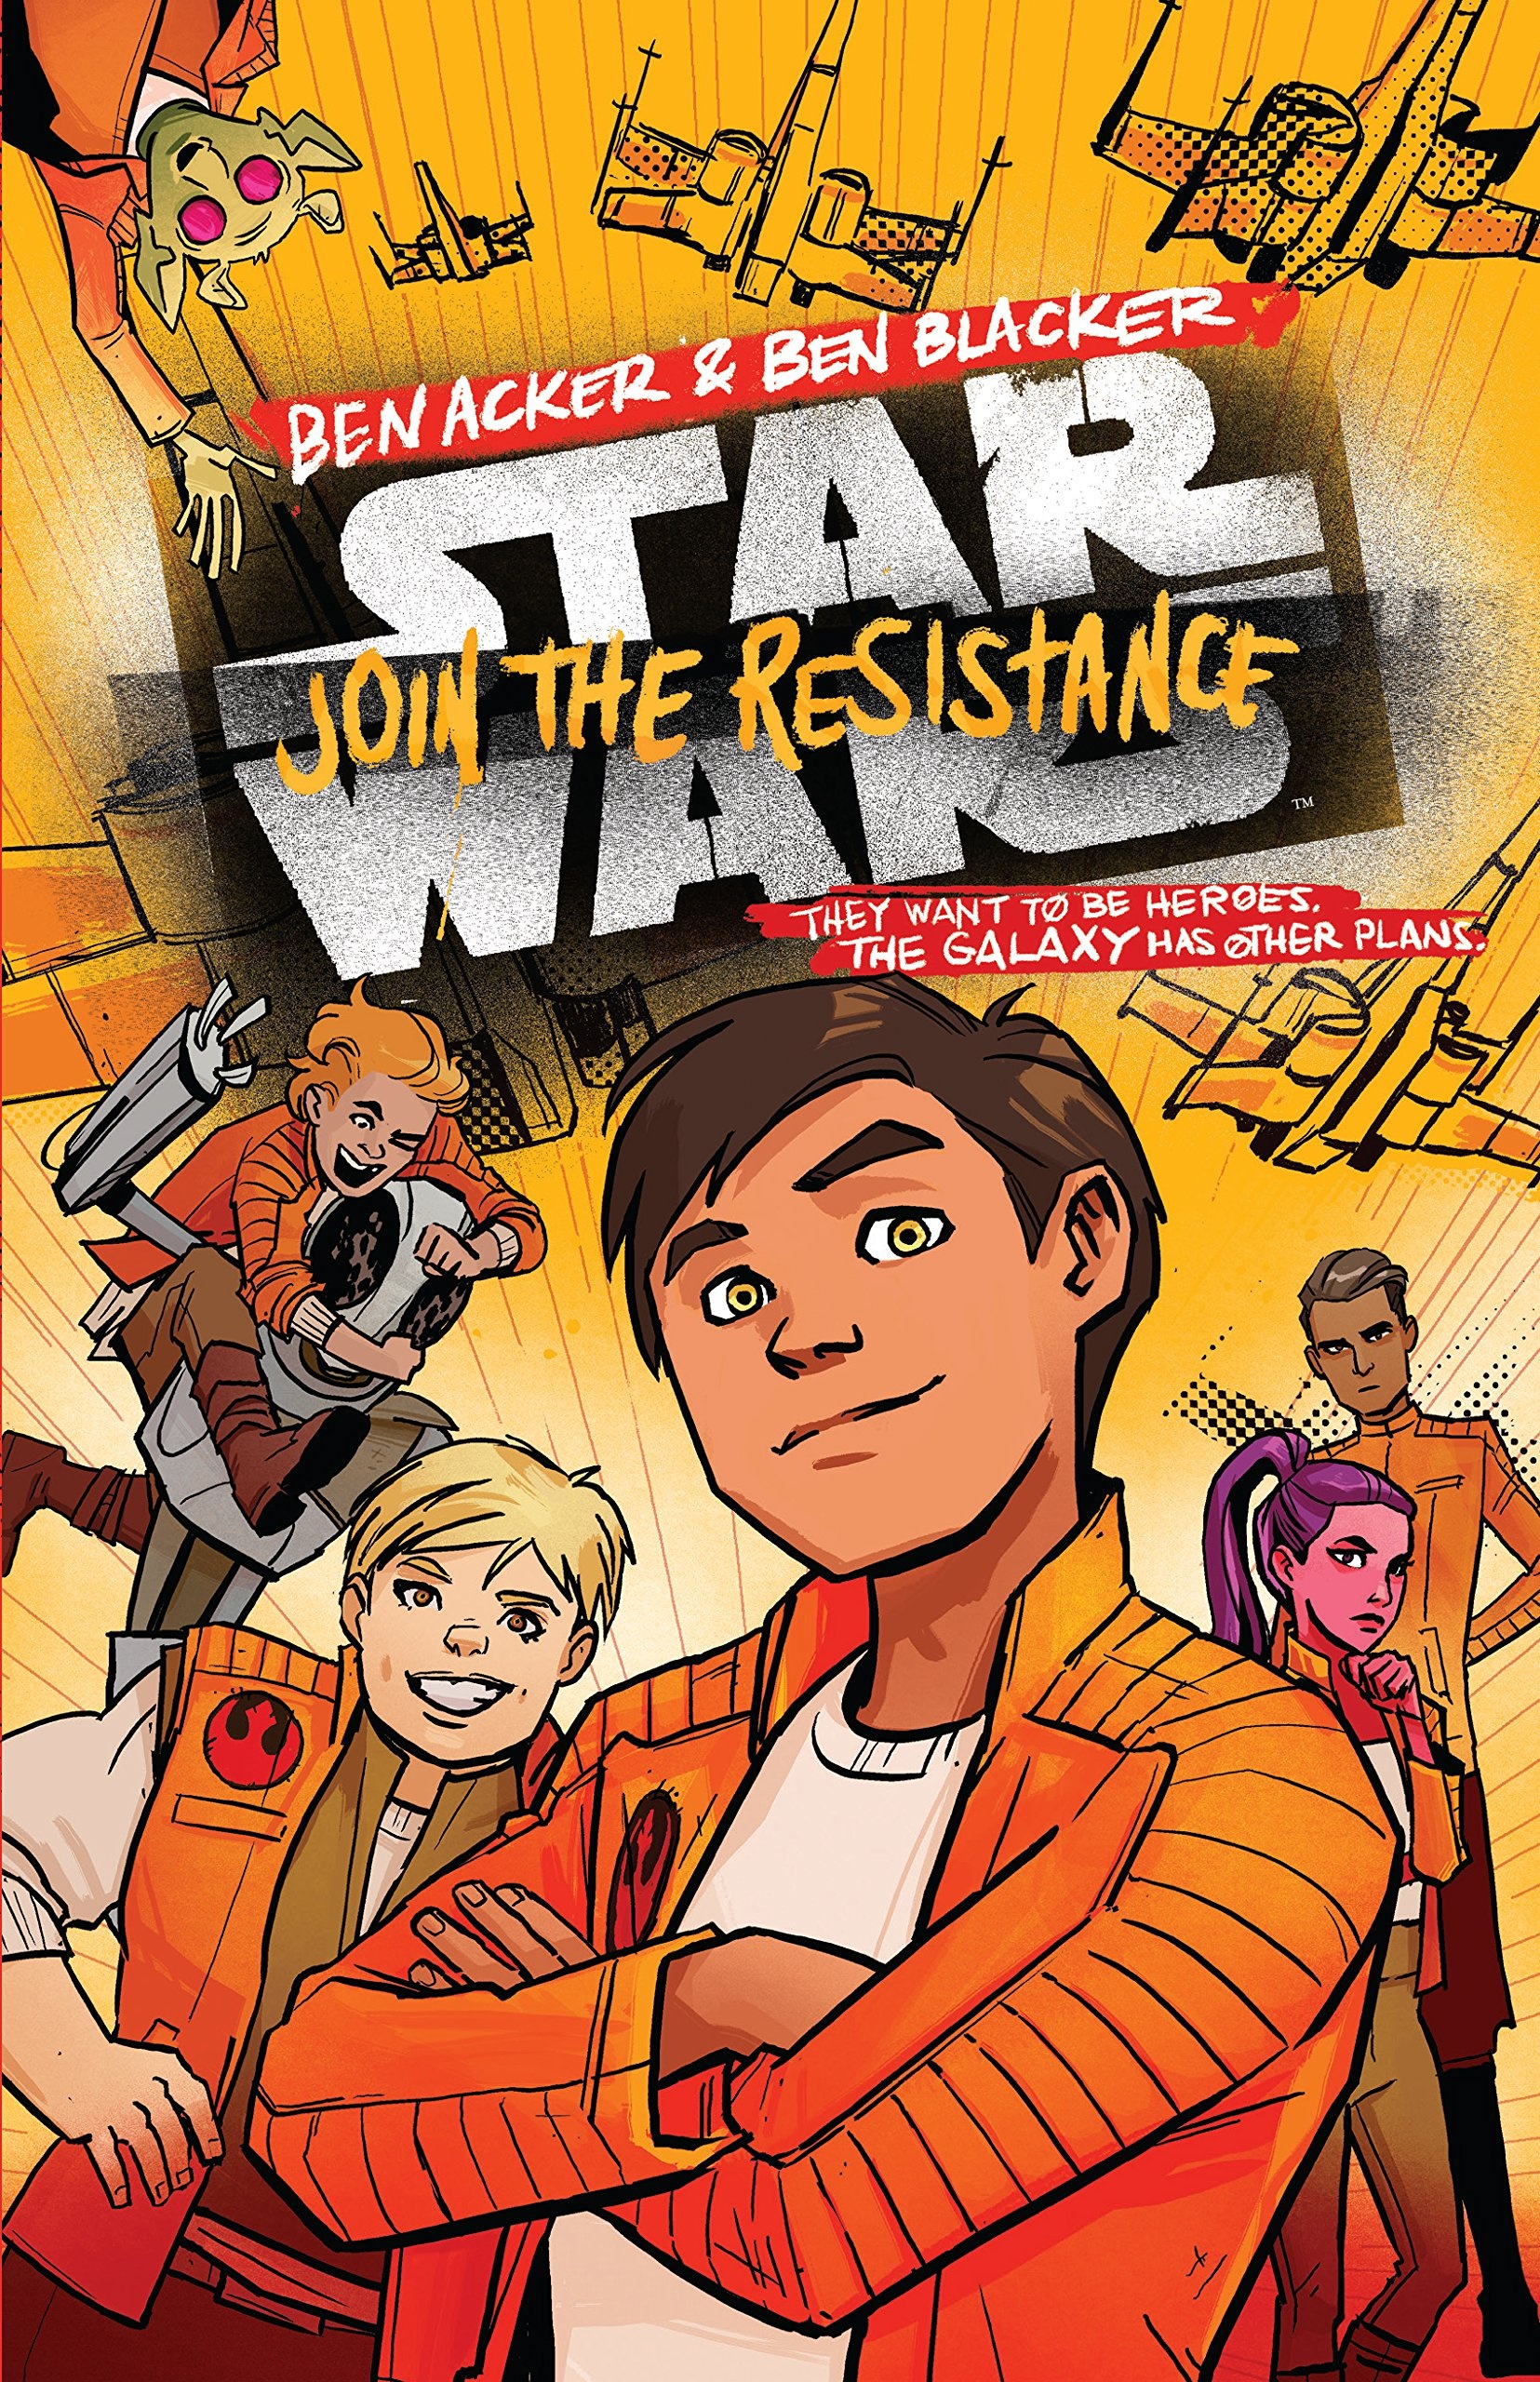 BEN ACKER & BEN BLACKER
STAR
JOIN THE RESISTANCE
WARS
TM
THEY WANT TO BE HEROES.
THE GALAXY HAS OTHER PLANS.